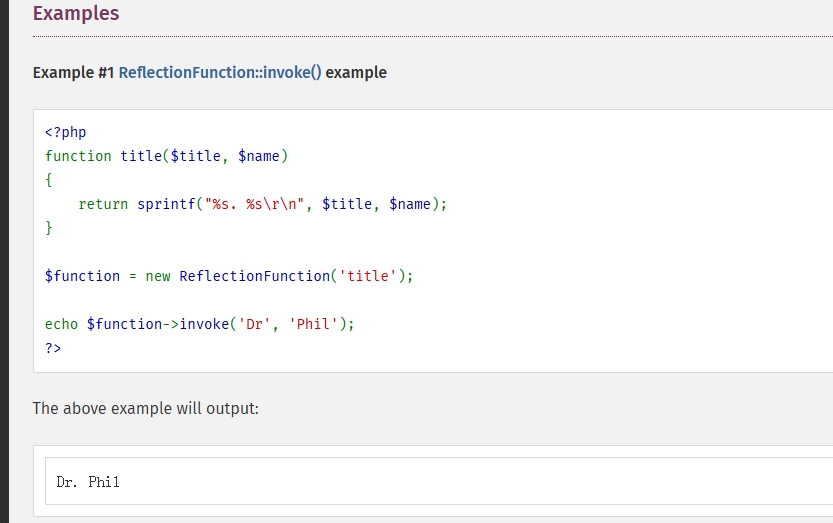 Examples
Example #1 ReflectionFunction::invoke() example
<?php
function title($title, $name)
{
    return sprintf("%s. %s\r\n", $title, $name);
}
$function = new ReflectionFunction('title');
echo $function->invoke('Dr', 'Phil');
?>
The above example will output:
Dr. Phil